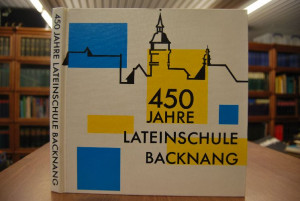 450 JAHRE LATEINSCHULE BACKNANG
450
JAHRE
LATEINSCHULE
BACKNANG